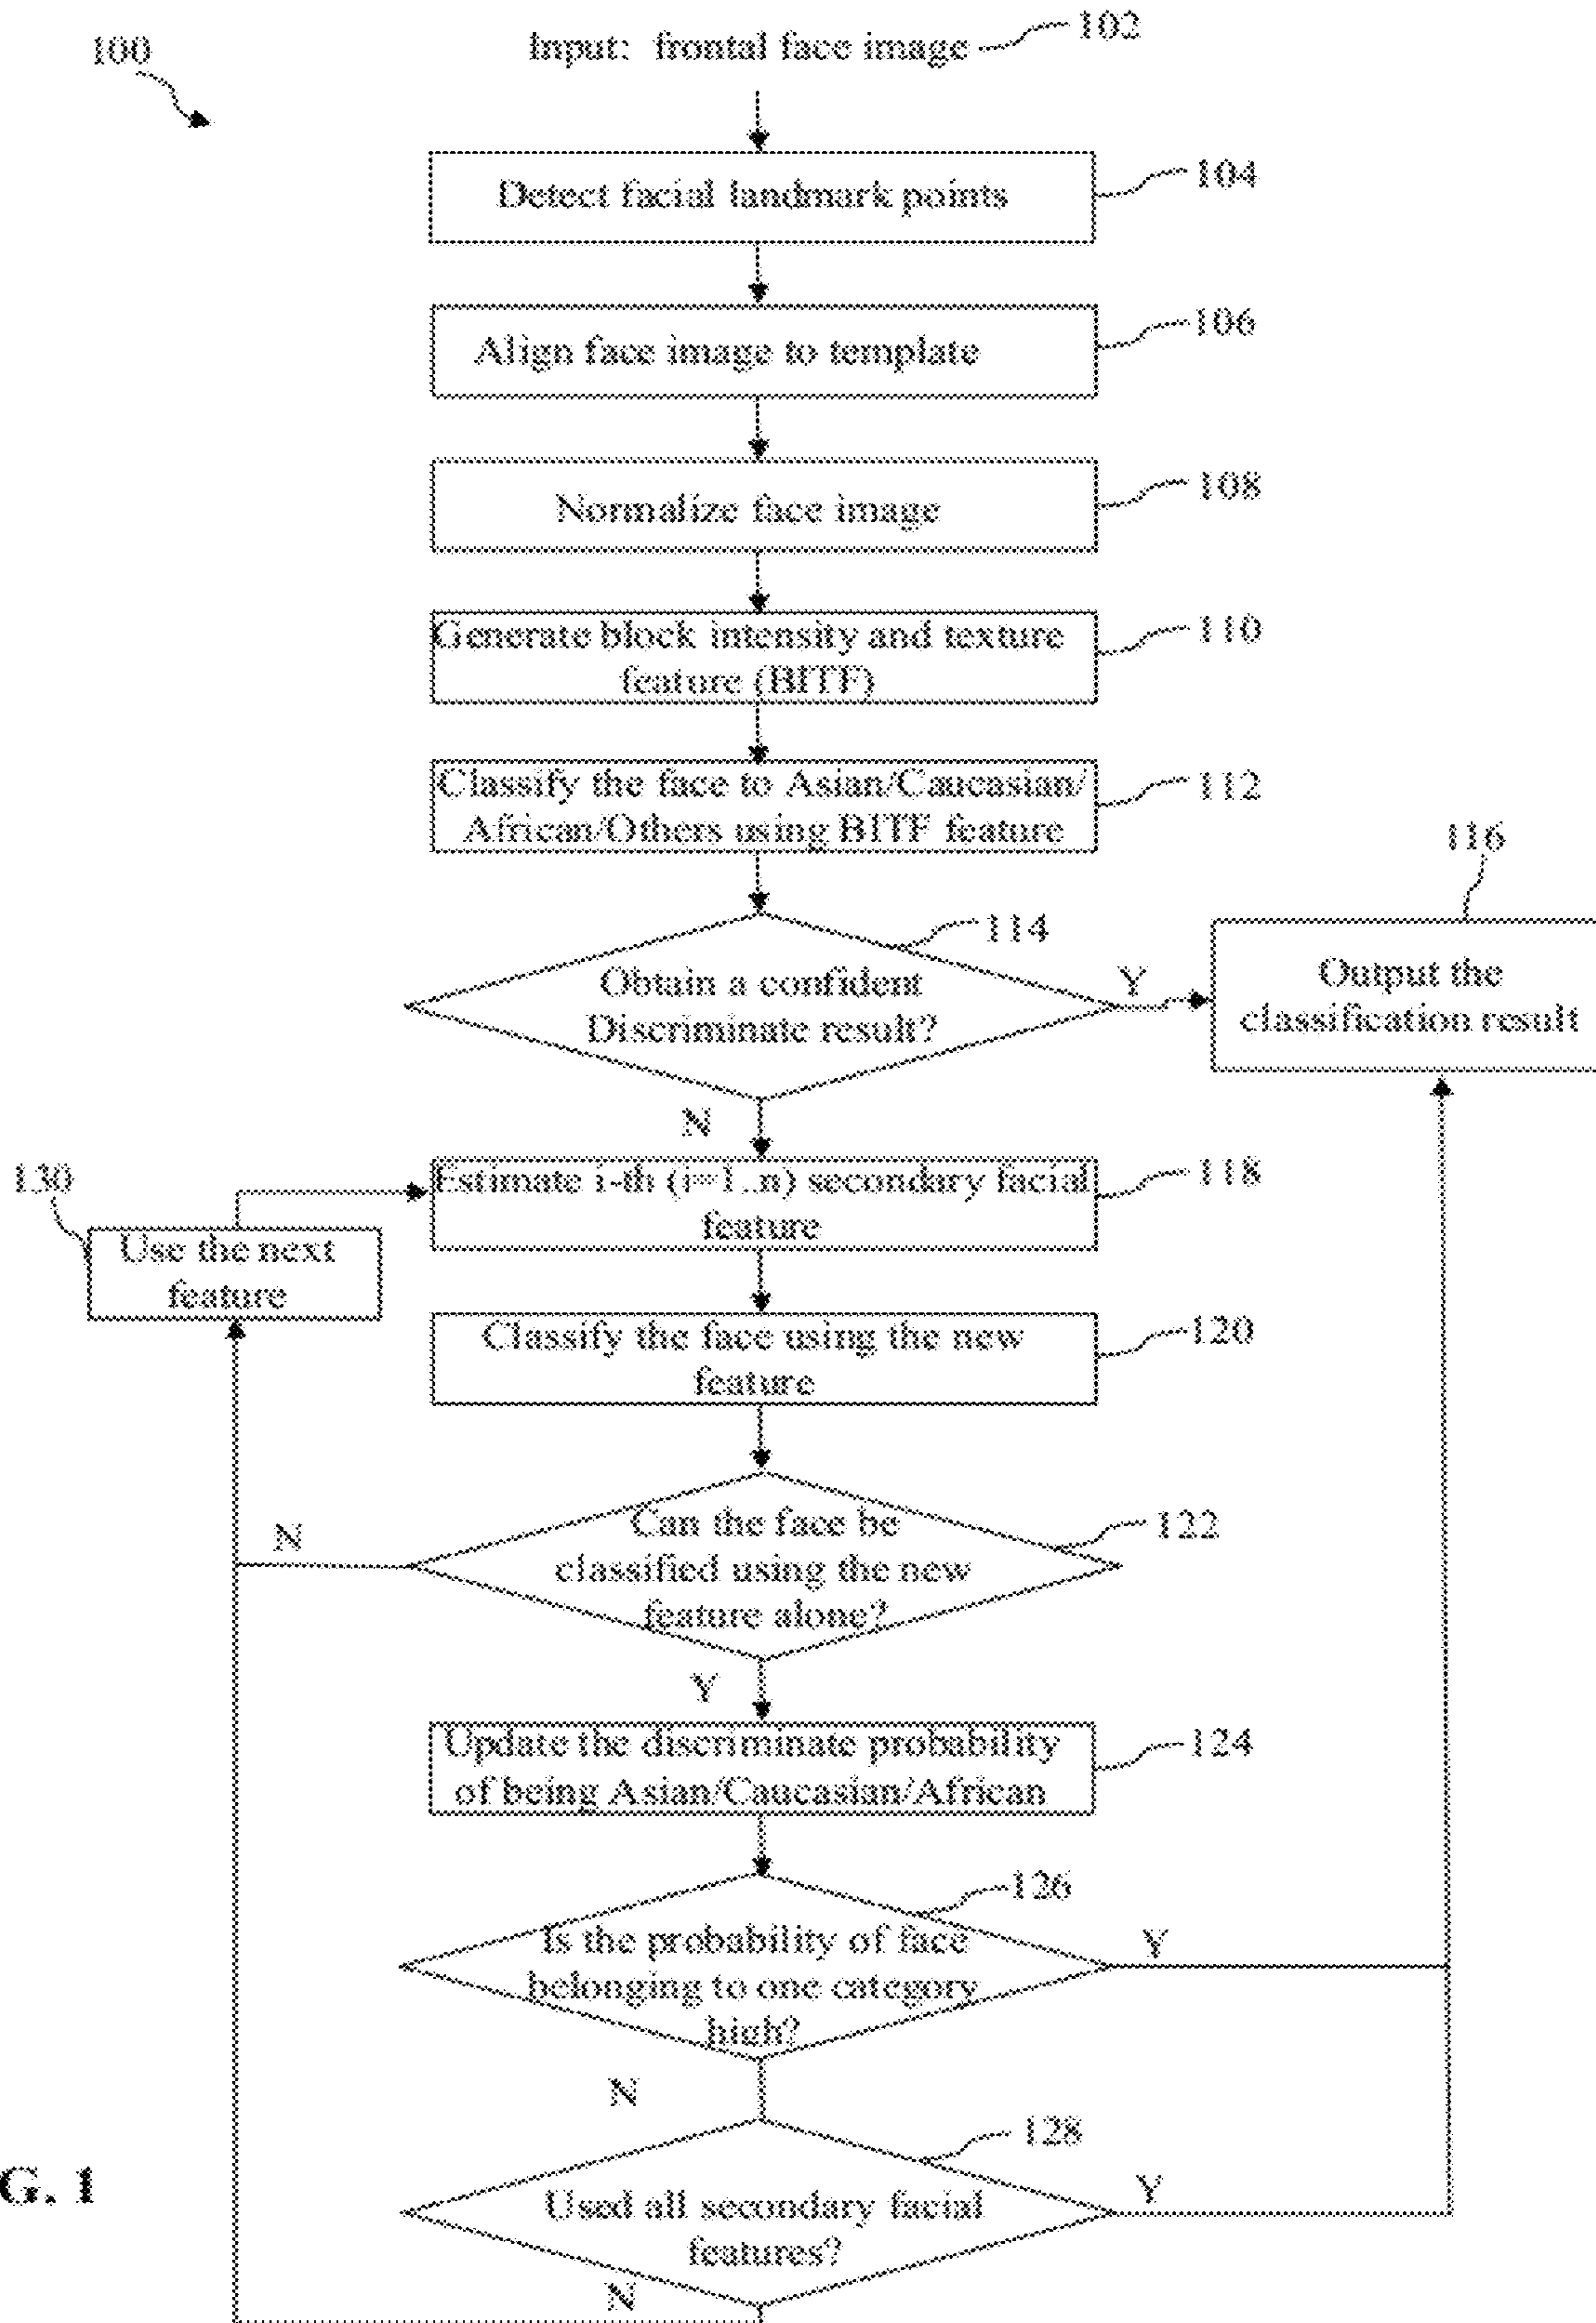 100
Input: frontal face image
102
Detect facial landmark points
104
Align face image to template
106
Normalize face image
108
Generate block intensity and texture
feature (BITF)
110
Classify the face to Asian/Caucasian/
African/Others using BITF feature
112
114
Obtain a confident
Discriminate result?
Y
116
Output the
classification result
N
130
Use the next
feature
Estimate i-th (i=1..n) secondary facial
feature
118
Classify the face using the new
feature
120
N
Can the face be
classified using the new
feature alone?
122
Y
Update the discriminate probability
of being Asian/Caucasian/African
124
126
Is the probability of face
belonging to one category
high?
Y
N
128
G. 1
Used all secondary facial
features?
Y
N